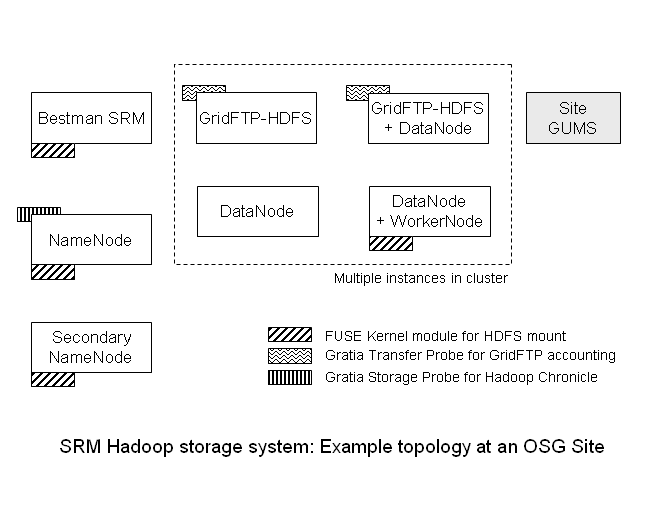 Bestman SRM
GridFTP-HDFS
GridFTP-HDFS
+ DataNode
Site
GUMS
NameNode
DataNode
DataNode
+ WorkerNode
Multiple instances in cluster
Secondary
NameNode
FUSE Kernel module for HDFS mount
Gratia Transfer Probe for GridFTP accounting
Gratia Storage Probe for Hadoop Chronicle
SRM Hadoop storage system: Example topology at an OSG Site